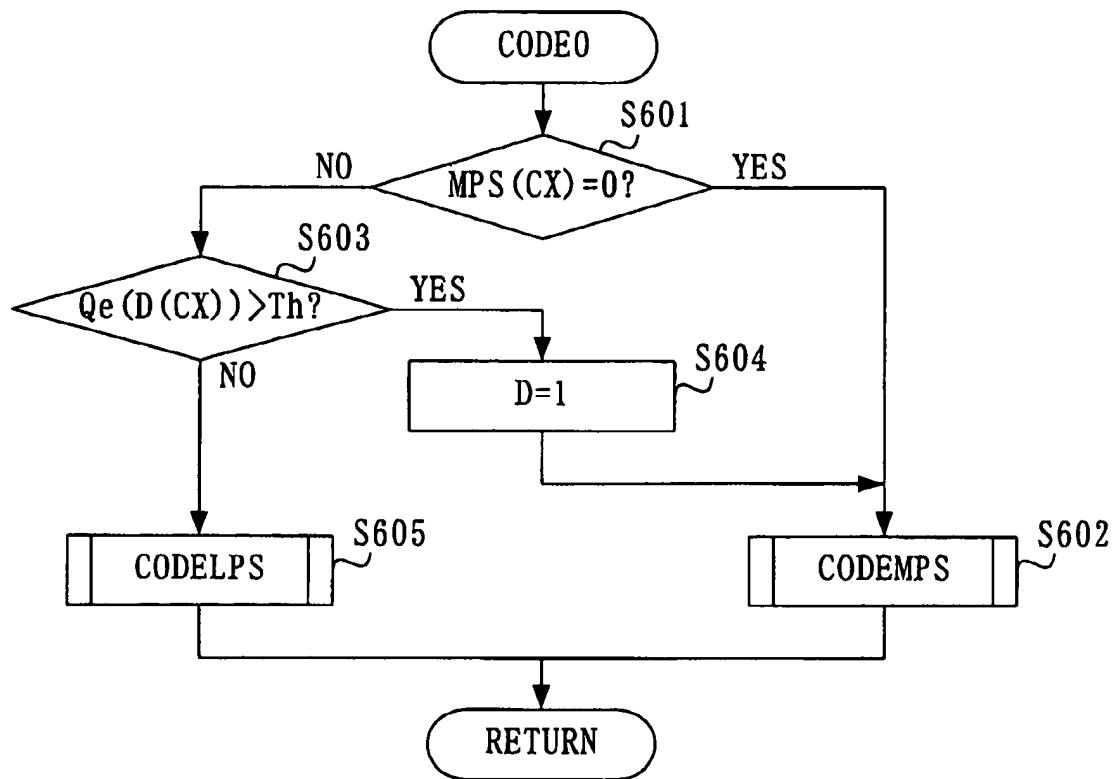 CODE0
S601
NO
MPS(CX)=0?
YES
S603
Qe(D(CX))>Th?
YES
NO
S604
D=1
CODELPS
S605
CODEMPS
S602
RETURN